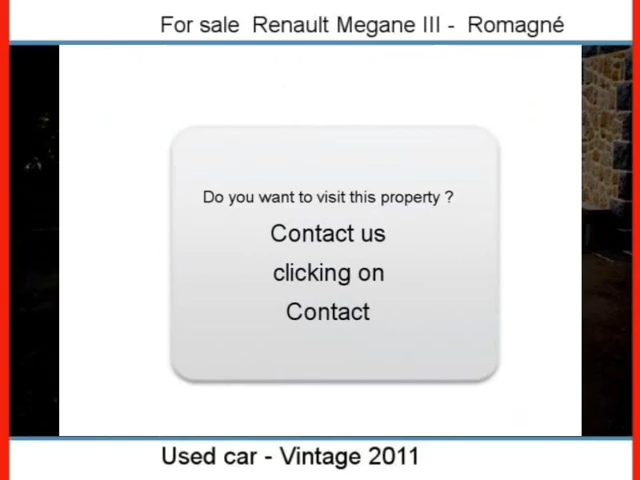 For sale Renault Megane III - Romagné
Do you want to visit this property ?
Contact us
clicking on
Contact
Used car - Vintage 2011